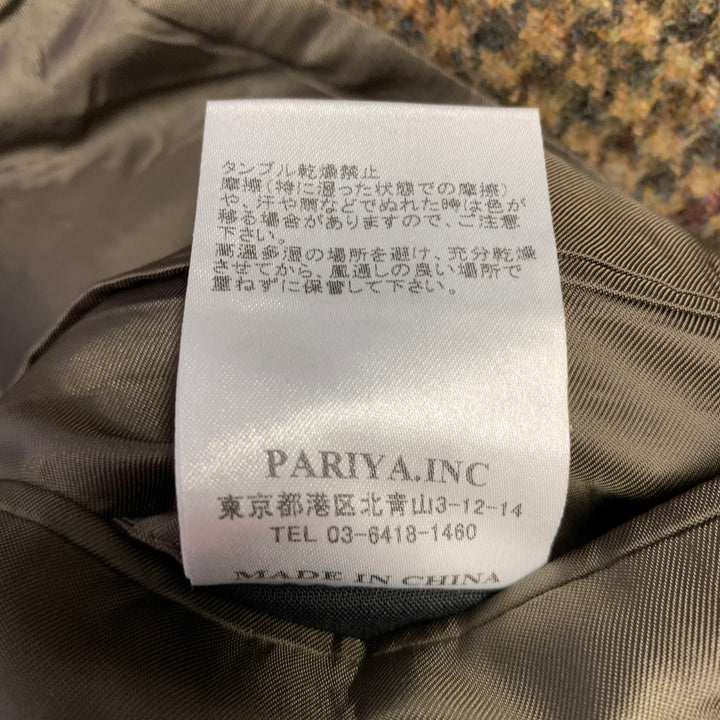 タンブル乾燥禁止
摩擦(特に湿った状態での摩擦)
や、汗や雨などでぬれた時は色が
移る場合がありますので、ご注意
下さい。
高温多湿の場所を避け、充分乾燥
させてから、風通しの良い場所で
重ねずに保管して下さい。
PARIYA.INC
東京都港区北青山3-12-14
TEL 03-6418-1460
MADE IN CHINA